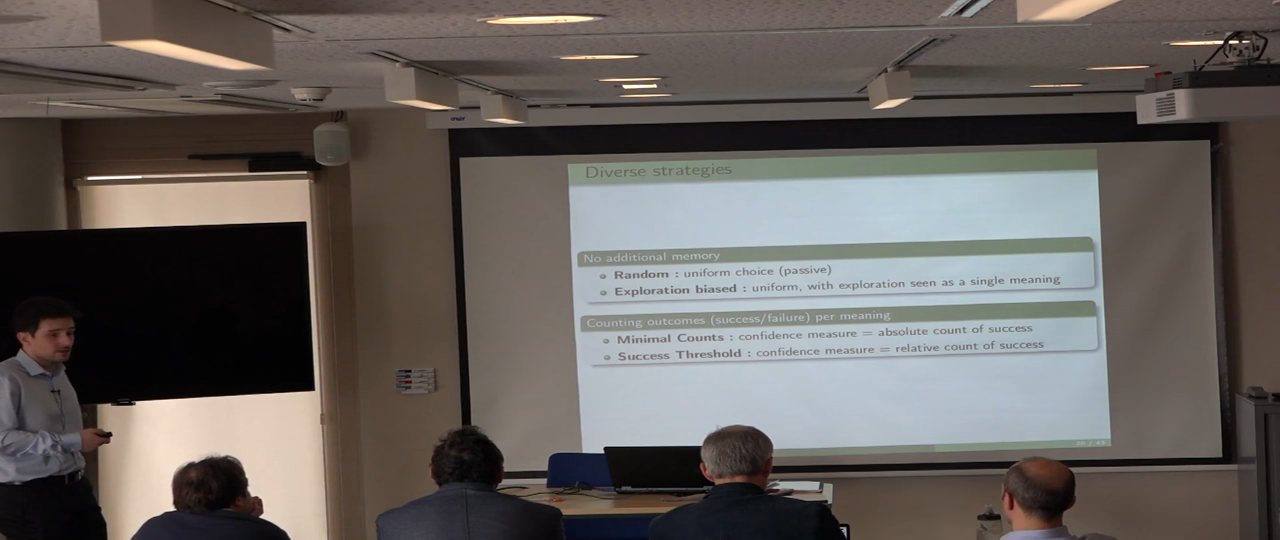 Diverse strategies
No additional memory
Random : uniform choice (passive)
Exploration biased : uniform, with exploration seen as a single meaning
Counting outcomes (success/failure) per meaning
Minimal Counts : confidence measure = absolute count of success
Success Threshold : confidence measure = relative count of success